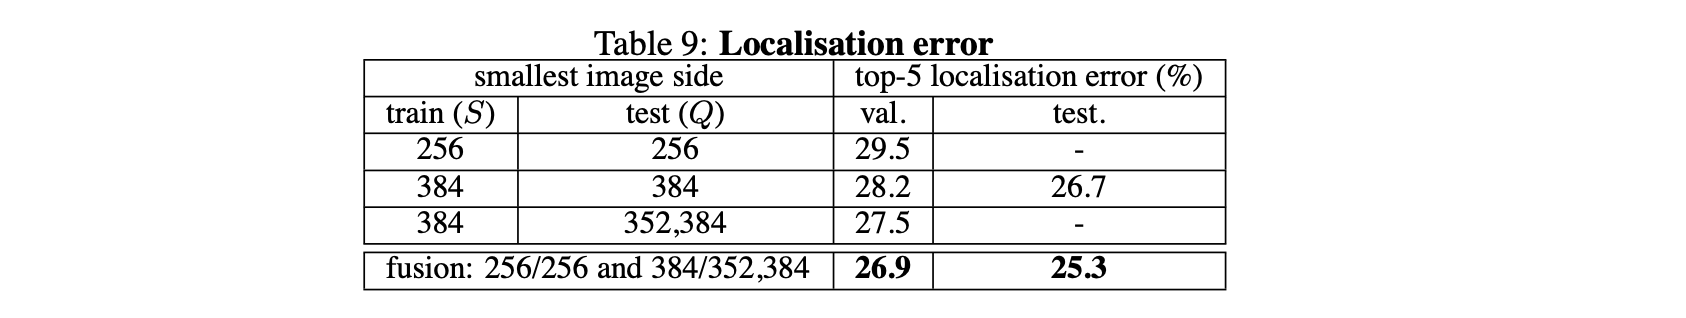 Table 9: Localisation error
smallest image side top-5 localisation error (%)
train (S) test (Q) val. test.
256 256 29.5 -
384 384 28.2 26.7
384 352,384 27.5 -
fusion: 256/256 and 384/352,384 26.9 25.3